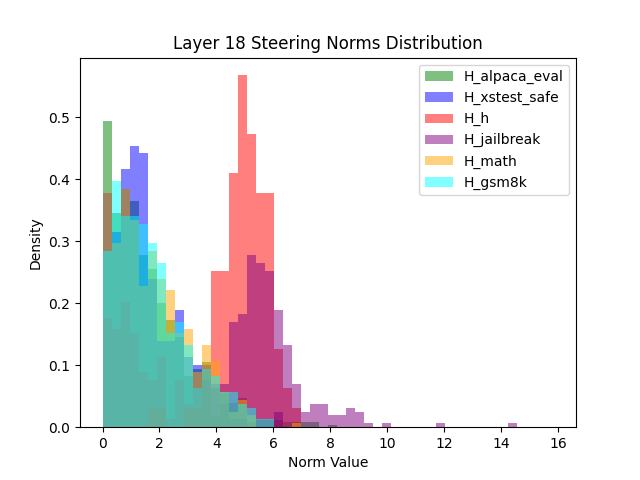 Layer 18 Steering Norms Distribution
H_alpaca_eval
H_xstest_safe
H_h
H_jailbreak
H_math
H_gsm8k
Density
0.5
0.4
0.3
0.2
0.1
0.0
0 2 4 6 8 10 12 14 16
Norm Value